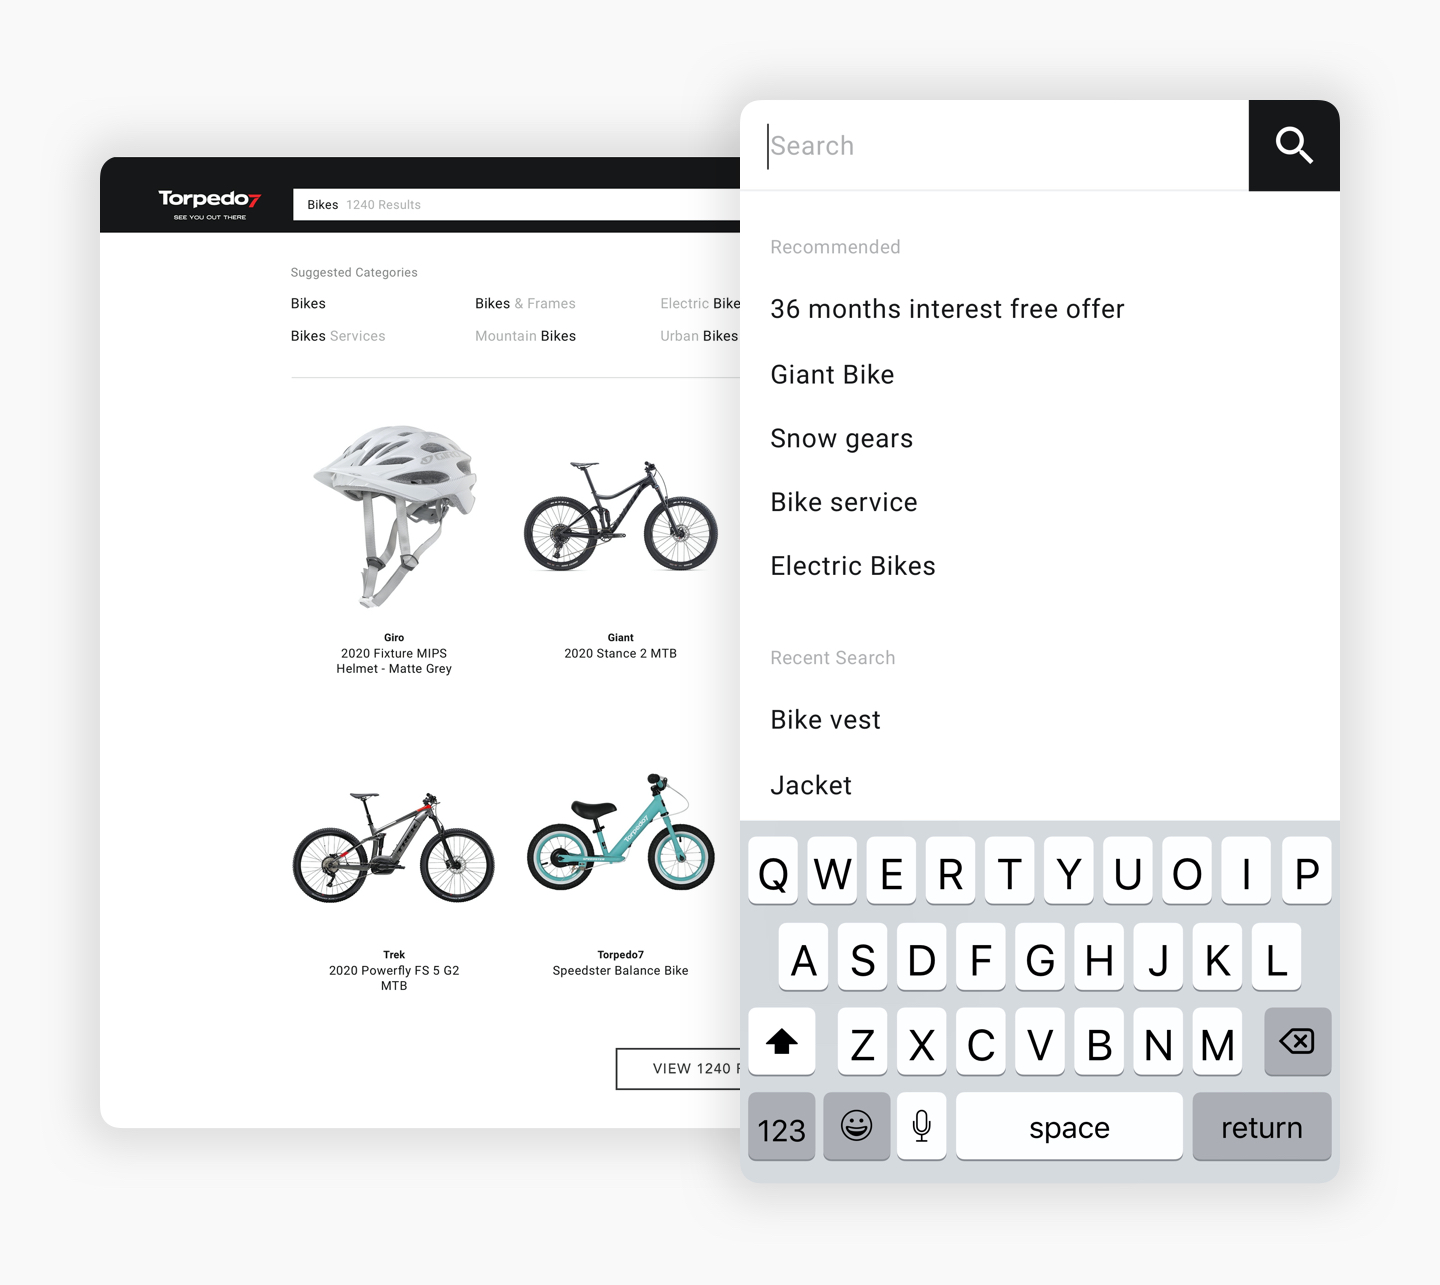 Torpedo7
SEE YOU OUT THERE
Bikes 1240 Results
Suggested Categories
Bikes
Bikes & Frames
Electric Bike
Bikes Services
Mountain Bikes
Urban Bikes
Giro
2020 Fixture MIPS
Helmet - Matte Grey
Giant
2020 Stance 2 MTB
Trek
2020 Powerfly FS 5 G2
MTB
Torpedo7
Torpedo7
Speedster Balance Bike
VIEW 1240
Search
Recommended
36 months interest free offer
Giant Bike
Snow gears
Bike service
Electric Bikes
Recent Search
Bike vest
Jacket
Q W E R T Y U O I P
A S D F G H J K L
Z X C V B N M
123 space return